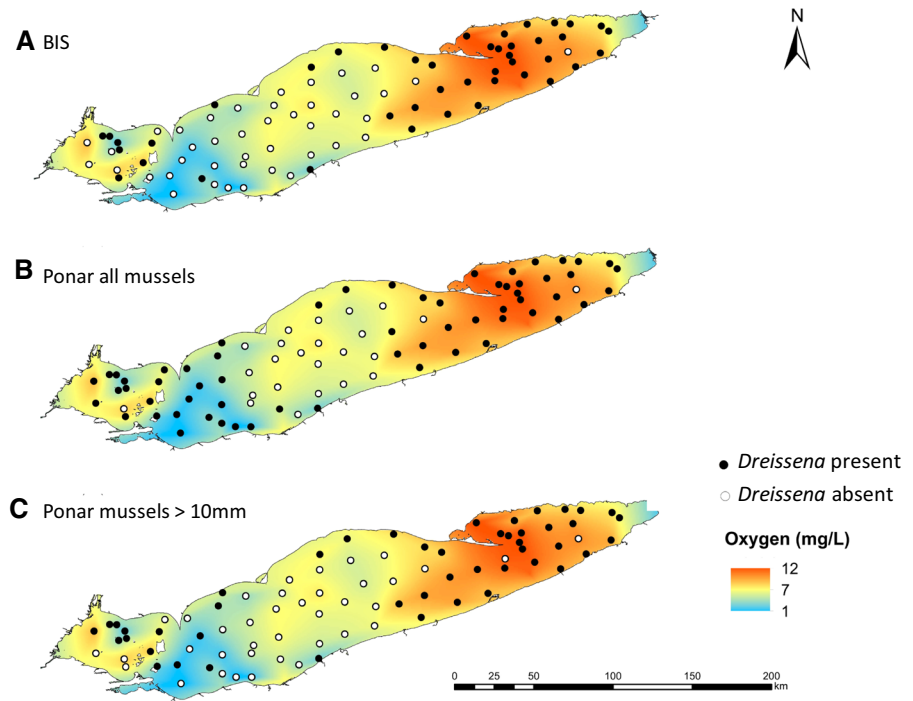 A BIS
N
B Ponar all mussels
Dreissena present
Dreissena absent
C Ponar mussels > 10mm
Oxygen (mg/L)
12
7
1
0 25 50 100 150 200
km